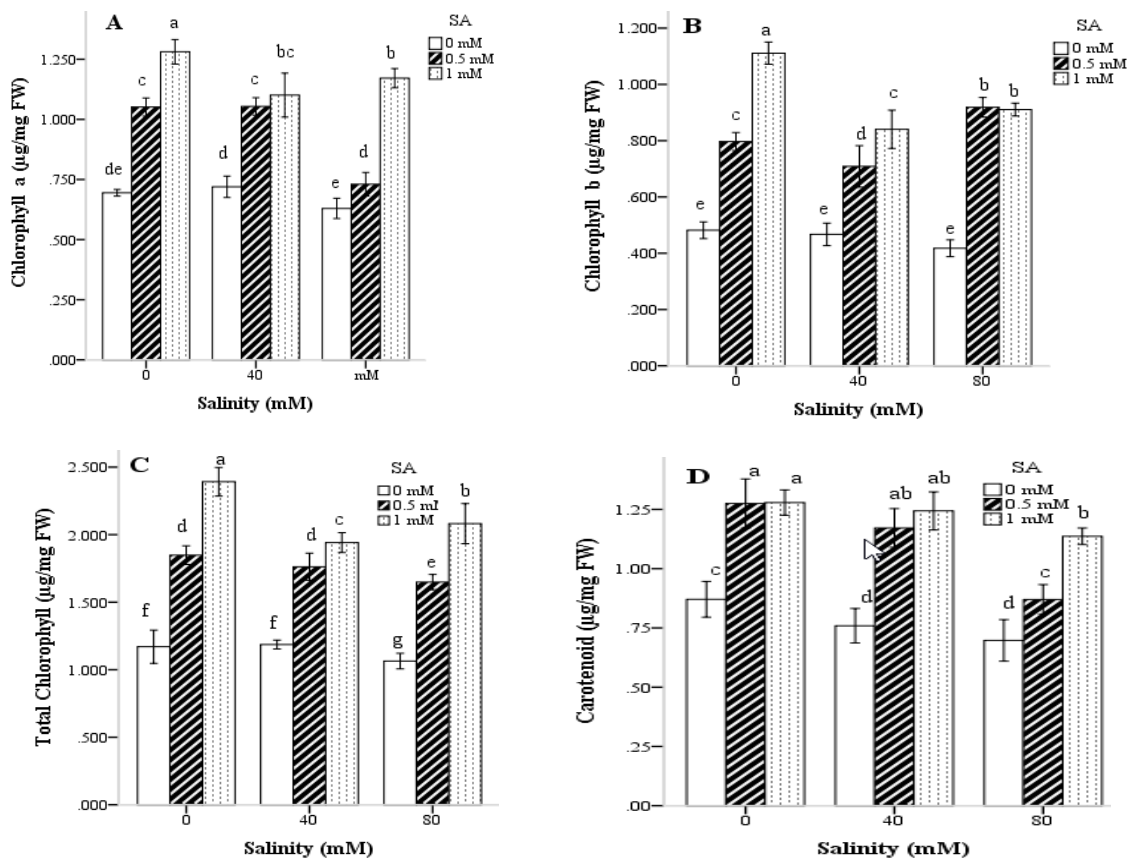 A
SA
0 mM
0.5 mM
1 mM
Chlorophyll a (µg/mg FW)
1.250
1.000
.750
.500
.250
.000
de
c
a
d
c
bc
e
d
b
0
40
mM
Salinity (mM)
B
SA
0 mM
0.5 mM
1 mM
Chlorophyll b (µg/mg FW)
1.000
.800
.600
.400
.200
.000
e
c
a
e
d
c
e
b
b
0
40
80
Salinity (mM)
C
SA
0 mM
0.5 ml
1 mM
Total Chlorophyll (µg/mg FW)
2.500
2.000
1.500
1.000
.500
.000
f
d
a
f
d
c
g
e
b
0
40
80
Salinity (mM)
D
SA
0 mM
0.5 mM
1 mM
Carotenoid (µg/mg FW)
1.25
1.00
0.75
.50
.25
.00
c
a
a
d
ab
ab
d
c
b
0
40
80
Salinity (mM)